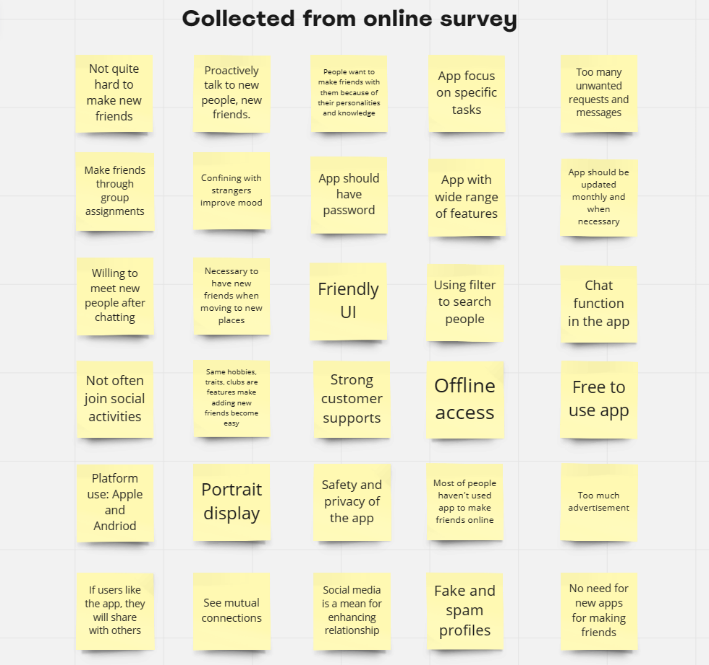 Collected from online survey
Not quite
hard to
make new
friends
Proactively
talk to new
people, new
friends.
People want to
make friends with
them because of
their personalities
and knowledge
App focus
on specific
tasks
Too many
unwanted
requests and
messages
Make friends
through
group
assignments
Confining with
strangers
improve mood
App should
have
password
App with
wide range
of features
App should be
updated
monthly and
when
necessary
Willing to
meet new
people after
chatting
Necessary to
have new
friends when
moving to new
places
Friendly
UI
Using filter
to search
people
Chat
function
in the app
Not often
join social
activities
Same hobbies,
traits, clubs are
features make
adding new
friends become
easy
Strong
customer
supports
Offline
access
Free to
use app
Platform
use: Apple
and
Andriod
Portrait
display
Safety and
privacy of
the app
Most of people
haven't used
app to make
friends online
Too much
advertisement
If users like
the app, they
will share
with others
See mutual
connections
Social media
is a mean for
enhancing
relationship
Fake and
spam
profiles
No need for
new apps
for making
friends